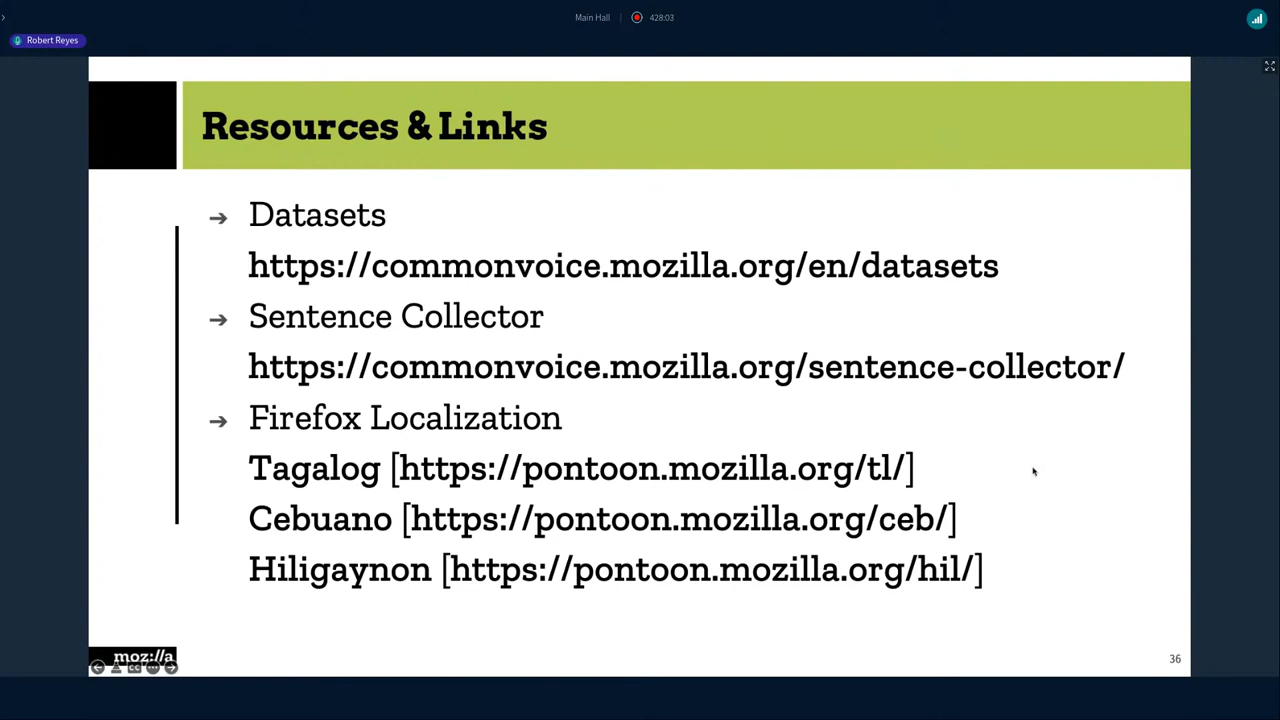 Main Hall
428:03
Robert Reyes
Resources & Links
➔ Datasets
https://commonvoice.mozilla.org/en/datasets
➔ Sentence Collector
https://commonvoice.mozilla.org/sentence-collector/
➔ Firefox Localization
Tagalog [https://pontoon.mozilla.org/tl/]
Cebuano [https://pontoon.mozilla.org/ceb/]
Hiligaynon [https://pontoon.mozilla.org/hil/]
moz://a
36